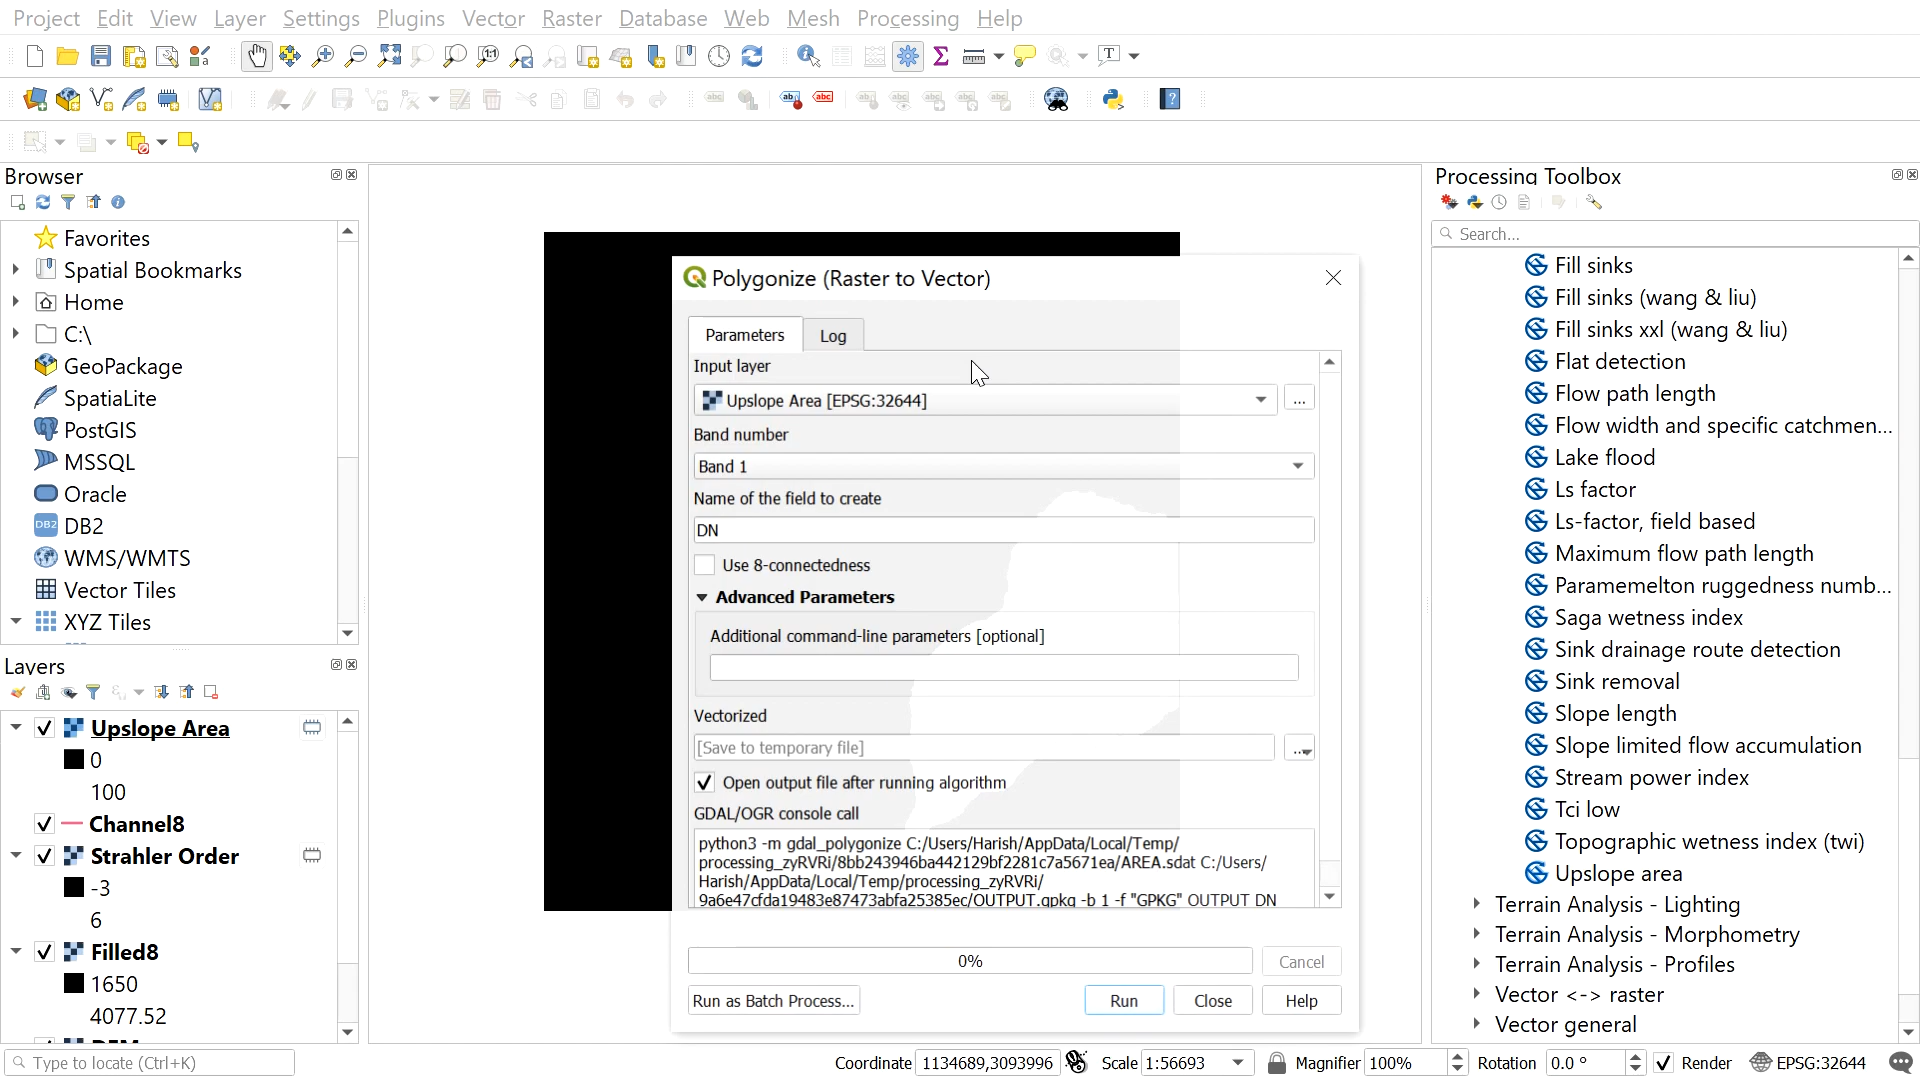 Project Edit View Layer Settings Plugins Vector Raster Database Web Mesh Processing Help
Browser
Favorites
Spatial Bookmarks
Home
C:\
GeoPackage
SpatiaLite
PostGIS
MSSQL
Oracle
DB2
WMS/WMTS
Vector Tiles
XYZ Tiles
Layers
Upslope Area
0
100
Channel8
Strahler Order
-3
6
Filled8
1650
4077.52
Polygonize (Raster to Vector)
Parameters Log
Input layer
Upslope Area [EPSG:32644]
Band number
Band 1
Name of the field to create
DN
Use 8-connectedness
Advanced Parameters
Additional command-line parameters [optional]
Vectorized
[Save to temporary file]
Open output file after running algorithm
GDAL/OGR console call
python3 -m gdal_polygonize C:/Users/Harish/AppData/Local/Temp/
processing_zyRVRi/8bb243946ba442129bf2281c7a5671ea/AREA.sdat C:/Users/
Harish/AppData/Local/Temp/processing_zyRVRi/
9a6e47cfda19483e87473abfa25385ec/OUTPUT.gpkg -b 1 -f "GPKG" OUTPUT DN
0% Cancel
Run as Batch Process... Run Close Help
Processing Toolbox
Search...
Fill sinks
Fill sinks (wang & liu)
Fill sinks xxl (wang & liu)
Flat detection
Flow path length
Flow width and specific catchmen...
Lake flood
Ls factor
Ls-factor, field based
Maximum flow path length
Paramemelton ruggedness numb...
Saga wetness index
Sink drainage route detection
Sink removal
Slope length
Slope limited flow accumulation
Stream power index
Tci low
Topographic wetness index (twi)
Upslope area
Terrain Analysis - Lighting
Terrain Analysis - Morphometry
Terrain Analysis - Profiles
Vector <-> raster
Vector general
Type to locate (Ctrl+K) Coordinate 1134689,3093996 Scale 1:56693 Magnifier 100% Rotation 0.0 ° Render EPSG:32644